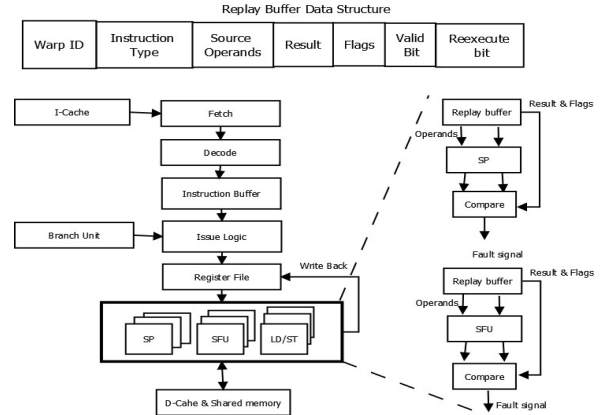 Replay Buffer Data Structure
Warp ID
Instruction
Type
Source
Operands
Result
Flags
Valid
Bit
Reexecute
bit
I-Cache
Fetch
Decode
Instruction Buffer
Branch Unit
Issue Logic
Register File
Write Back
SP
SFU
LD/ST
D-Cahe & Shared memory
Replay buffer
Result & Flags
Operands
SP
Compare
Fault signal
Replay buffer
Result & Flags
Operands
SFU
Compare
Fault signal